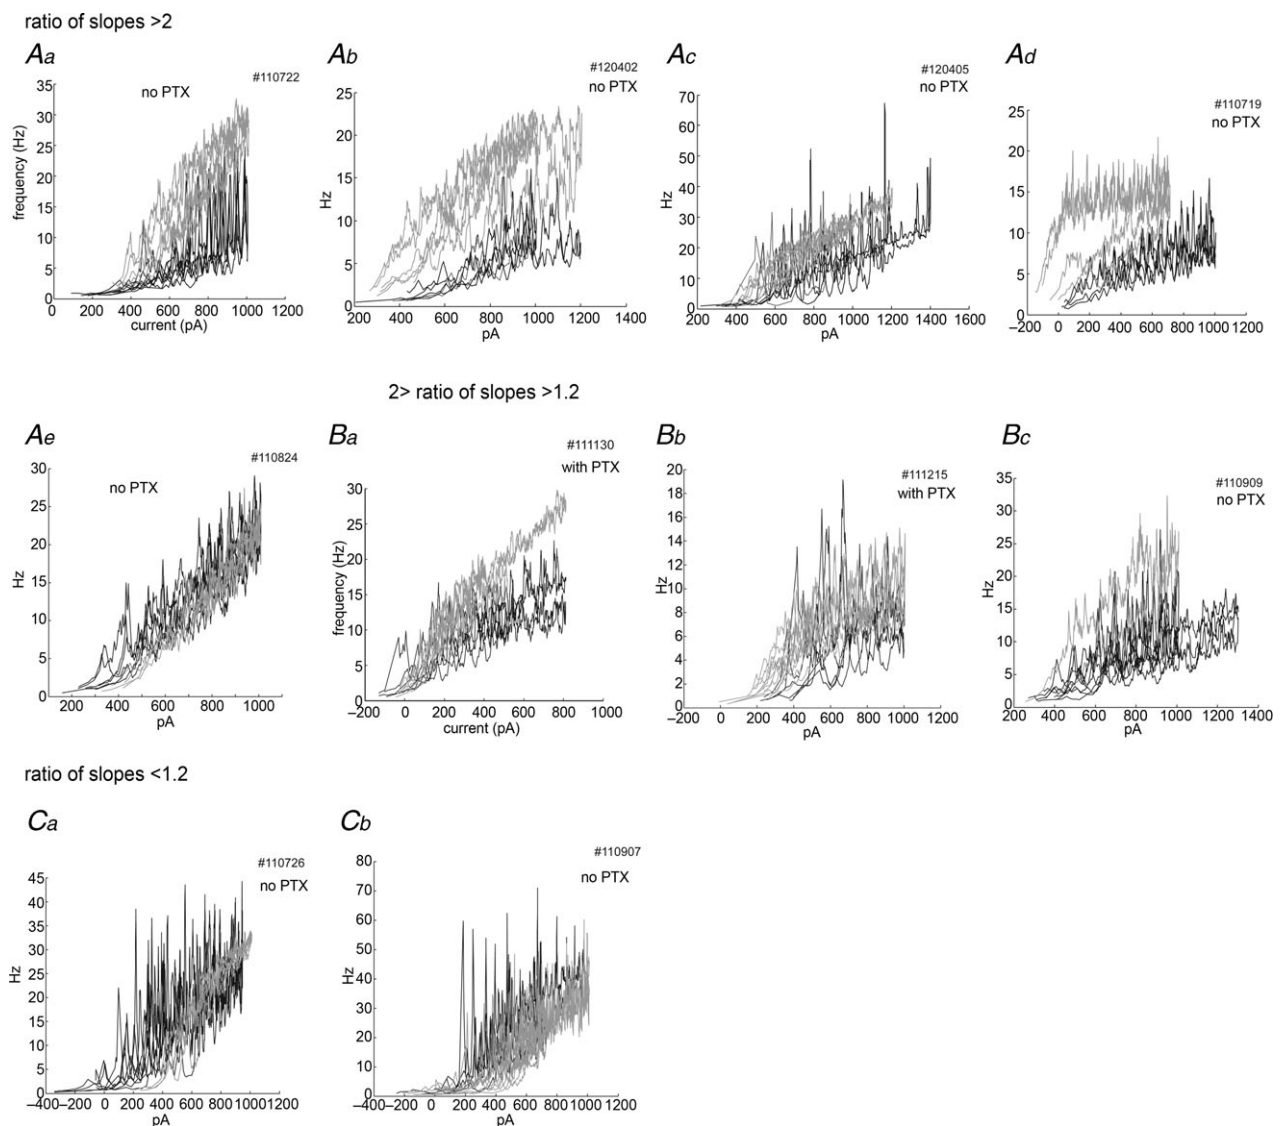 ratio of slopes >2
Aa
#110722
no PTX
frequency (Hz)
35
30
25
20
15
10
5
0
0 200 400 600 800 1000 1200
current (pA)
Ab
#120402
no PTX
Hz
25
20
15
10
5
0
200 400 600 800 1000 1200 1400
pA
Ac
#120405
no PTX
Hz
70
60
50
40
30
20
10
0
200 400 600 800 1000 1200 1400 1600
pA
Ad
#110719
no PTX
25
20
15
10
5
0
−200 0 200 400 600 800 1000 1200
2> ratio of slopes >1.2
Ae
#110824
no PTX
Hz
30
25
20
15
10
5
0
200 400 600 800 1000
pA
Ba
#111130
with PTX
frequency (Hz)
30
25
20
15
10
5
0
−200 0 200 400 600 800 1000
current (pA)
Bb
#111215
with PTX
Hz
20
18
16
14
12
10
8
6
4
2
0
−200 0 200 400 600 800 1000 1200
pA
Bc
#110909
no PTX
Hz
35
30
25
20
15
10
5
0
200 400 600 800 1000 1200 1400
pA
ratio of slopes <1.2
Ca
#110726
no PTX
Hz
45
40
35
30
25
20
15
10
5
0
−400−200 0 200 400 600 800 1000 1200
pA
Cb
#110907
no PTX
Hz
80
70
60
50
40
30
20
10
0
−400−200 0 200 400 600 800 1000 1200
pA